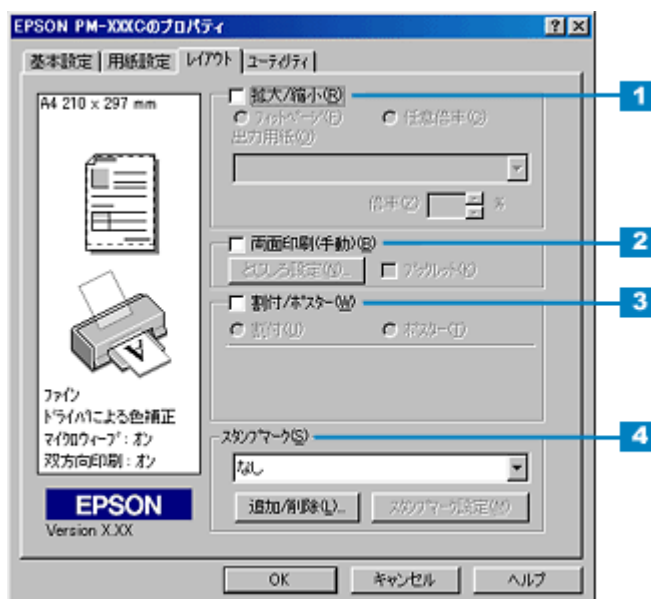 EPSON PM-XXXCのプロパティ
基本設定 用紙設定 レイアウト ユーティリティ
A4 210 x 297 mm
拡大/縮小(R)
1
フィットページ(F) 任意倍率(C)
出力用紙(O)
倍率(Z) %
両面印刷(手動)(B)
2
とじしろ設定(N)... ブックレット(K)
割付/ポスター(W)
3
割付(U) ポスター(T)
ファイン
ドライバによる色補正
マイクロウィーブ:オン
双方向印刷:オン
スタンプマーク(S)
4
なし
追加/削除(L)... スタンプマーク設定(M)
EPSON
Version X.XX
OK キャンセル ヘルプ